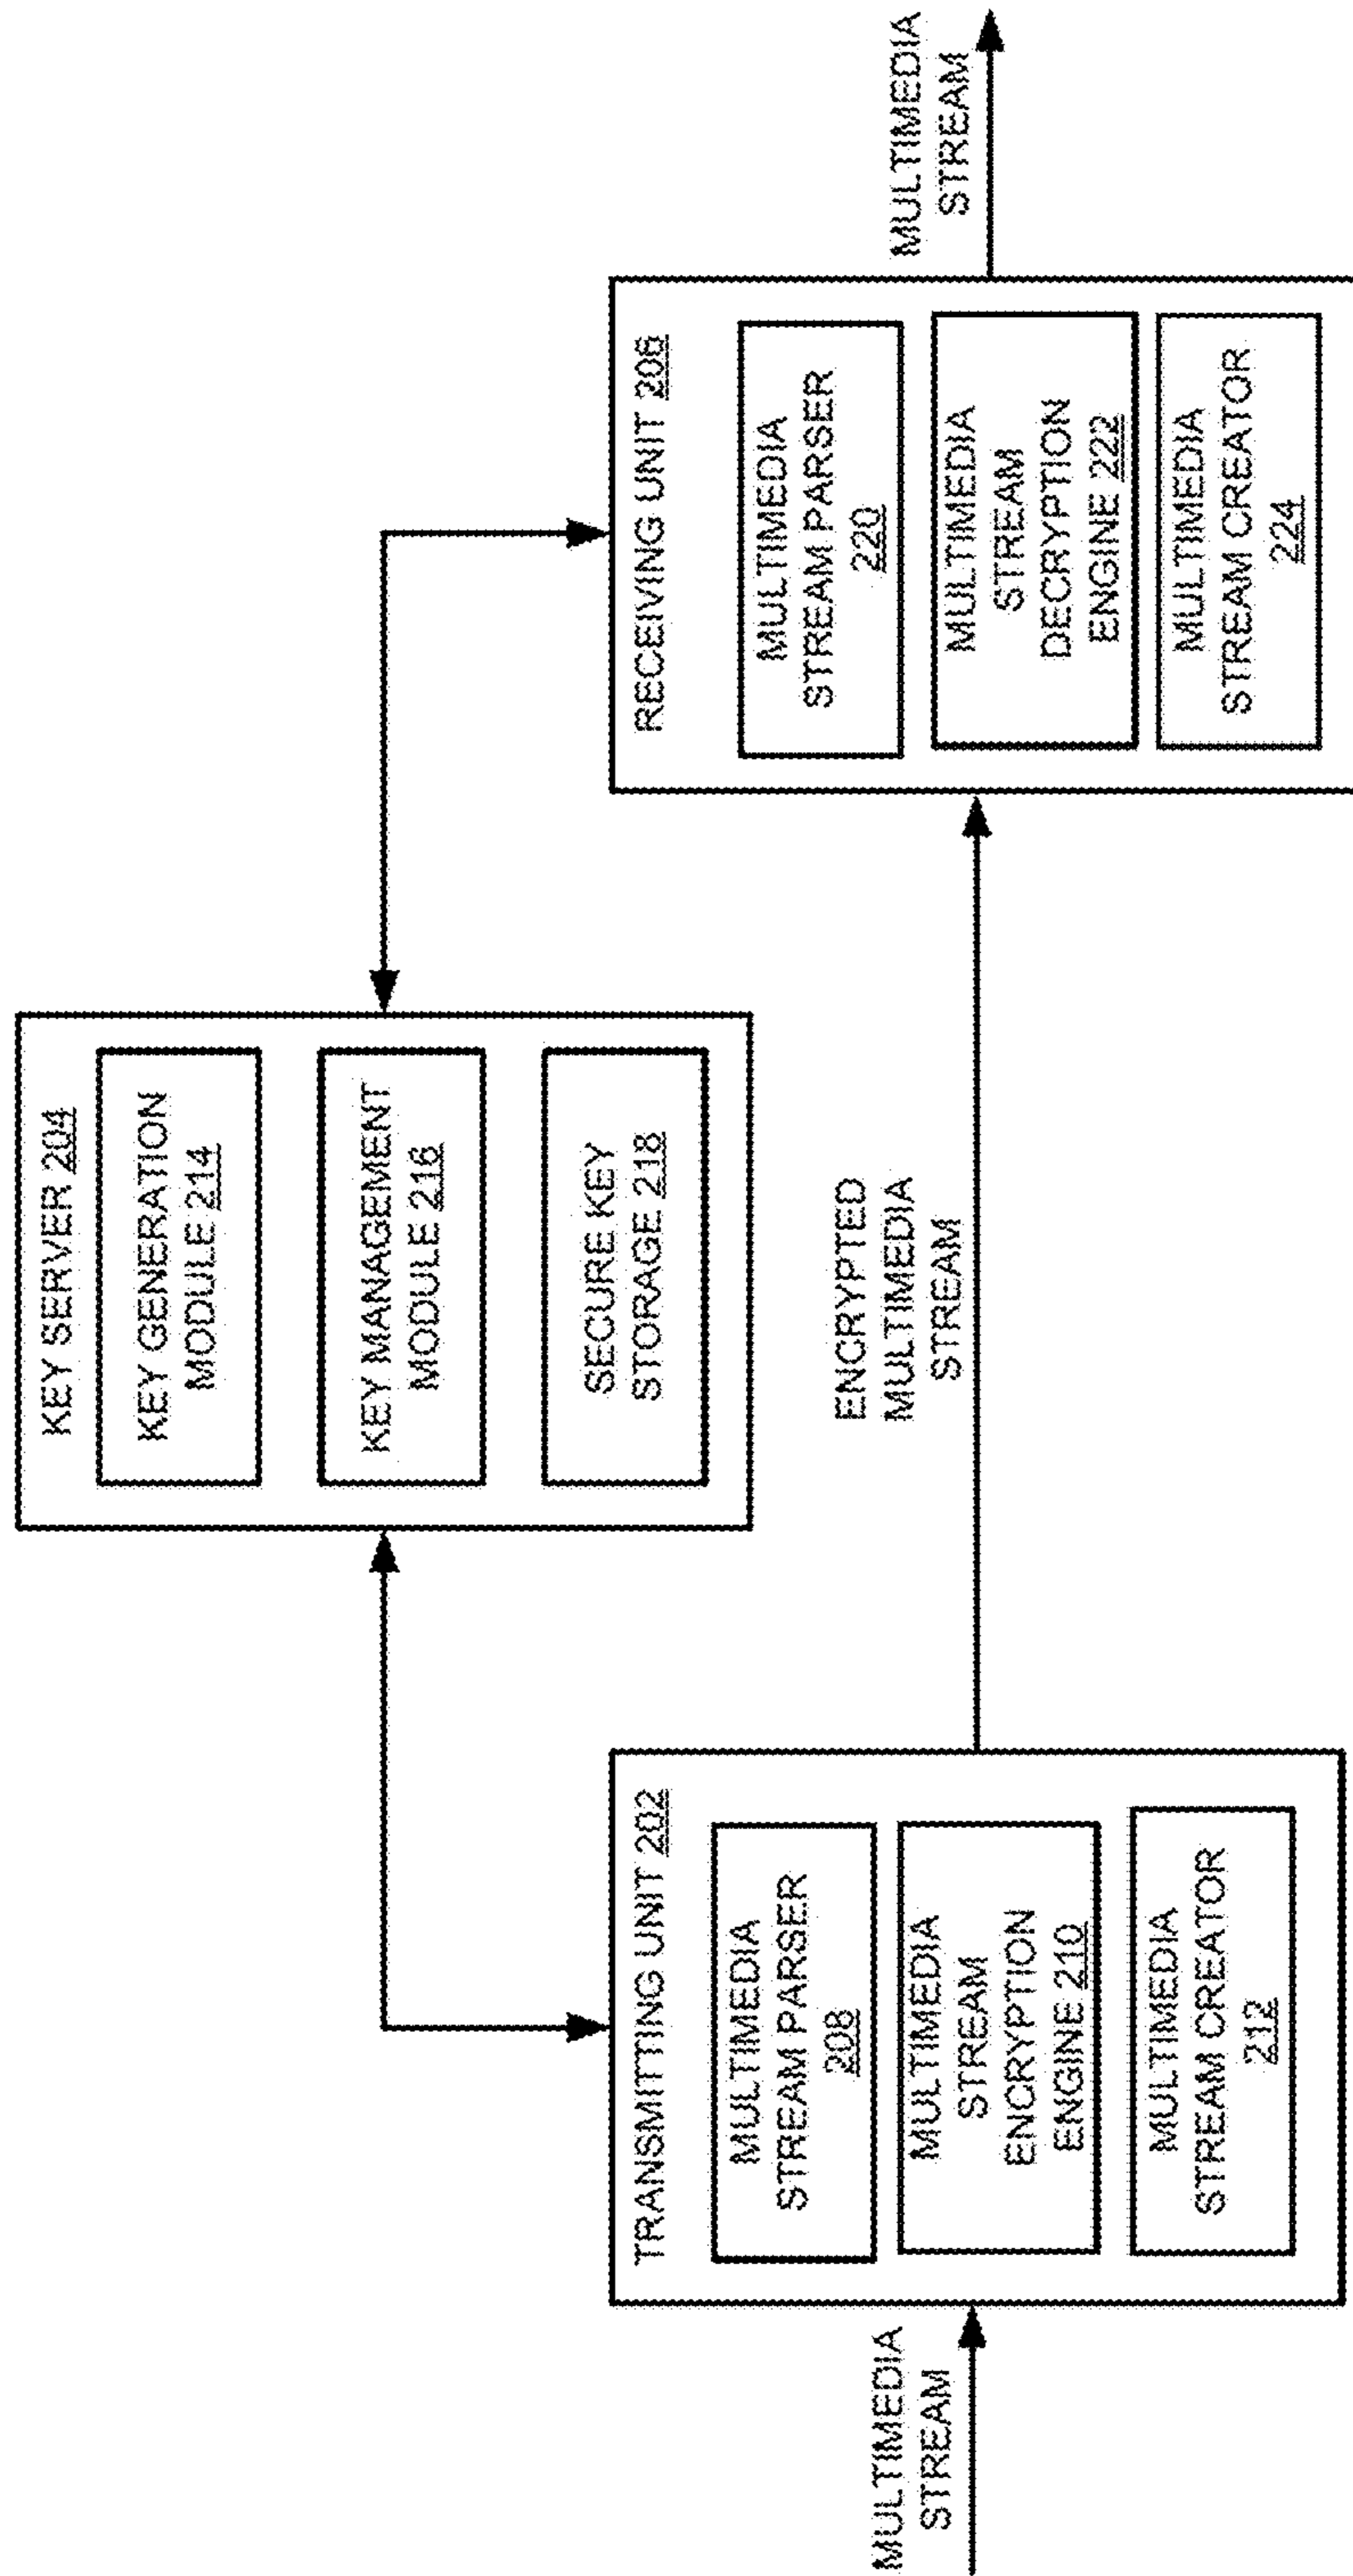 MULTIMEDIA
STREAM
TRANSMITTING UNIT 202
MULTIMEDIA
STREAM PARSER
208
MULTIMEDIA
STREAM
ENCRYPTION
ENGINE 210
MULTIMEDIA
STREAM CREATOR
212
KEY SERVER 204
KEY GENERATION
MODULE 214
KEY MANAGEMENT
MODULE 216
SECURE KEY
STORAGE 218
ENCRYPTED
MULTIMEDIA
STREAM
RECEIVING UNIT 206
MULTIMEDIA
STREAM PARSER
220
MULTIMEDIA
STREAM
DECRYPTION
ENGINE 222
MULTIMEDIA
STREAM CREATOR
224
MULTIMEDIA
STREAM